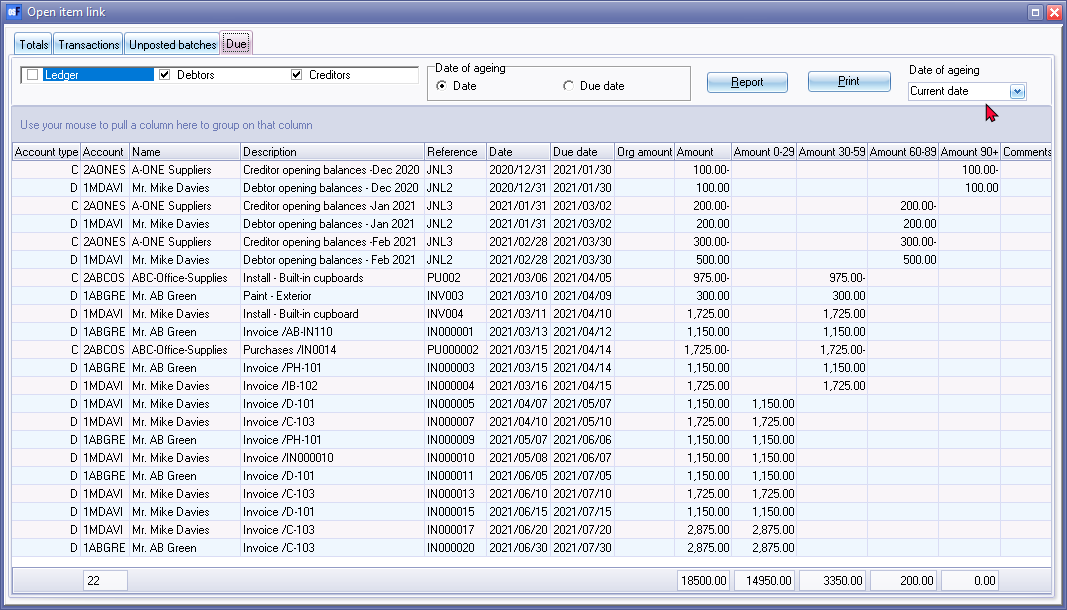 Open item link
Totals Transactions Unposted batches Due
Ledger Debtors Creditors
Date of ageing
Date Due date
Report
Print
Date of ageing
Current date
Use your mouse to pull a column here to group on that column
Account type Account Name Description Reference Date Due date Org amount Amount Amount 0-29 Amount 30-59 Amount 60-89 Amount 90+ Comments
C 2AONES A-ONE Suppliers Creditor opening balances -Dec 2020 JNL3 2020/12/31 2021/01/30 100.00- 100.00-
D 1MDAVI Mr. Mike Davies Debtor opening balances -Dec 2020 JNL2 2020/12/31 2021/01/30 100.00 100.00
C 2AONES A-ONE Suppliers Creditor opening balances -Jan 2021 JNL3 2021/01/31 2021/03/02 200.00- 200.00-
D 1MDAVI Mr. Mike Davies Debtor opening balances - Jan 2021 JNL2 2021/01/31 2021/03/02 200.00 200.00
C 2AONES A-ONE Suppliers Creditor opening balances -Feb 2021 JNL3 2021/02/28 2021/03/30 300.00- 300.00-
D 1MDAVI Mr. Mike Davies Debtor opening balances - Feb 2021 JNL2 2021/02/28 2021/03/30 500.00 500.00
C 2ABCOS ABC-Office-Supplies Install - Built-in cupboards PU002 2021/03/06 2021/04/05 975.00- 975.00-
D 1ABGRE Mr. AB Green Paint - Exterior INV003 2021/03/10 2021/04/09 300.00 300.00
D 1MDAVI Mr. Mike Davies Install - Built-in cupboard INV004 2021/03/11 2021/04/10 1,725.00 1,725.00
D 1ABGRE Mr. AB Green Invoice /AB-IN110 IN000001 2021/03/13 2021/04/12 1,150.00 1,150.00
C 2ABCOS ABC-Office-Supplies Purchases /IN0014 PU000002 2021/03/15 2021/04/14 1,725.00- 1,725.00-
D 1ABGRE Mr. AB Green Invoice /PH-101 IN000003 2021/03/15 2021/04/14 1,150.00 1,150.00
D 1MDAVI Mr. Mike Davies Invoice /IB-102 IN000004 2021/03/16 2021/04/15 1,725.00 1,725.00
D 1MDAVI Mr. Mike Davies Invoice /D-101 IN000005 2021/04/07 2021/05/07 1,150.00 1,150.00
D 1MDAVI Mr. Mike Davies Invoice /C-103 IN000007 2021/04/10 2021/05/10 1,725.00 1,725.00
D 1ABGRE Mr. AB Green Invoice /PH-101 IN000009 2021/05/07 2021/06/06 1,150.00 1,150.00
D 1MDAVI Mr. Mike Davies Invoice /IN000010 IN000010 2021/05/08 2021/06/07 1,150.00 1,150.00
D 1ABGRE Mr. AB Green Invoice /D-101 IN000011 2021/06/05 2021/07/05 1,150.00 1,150.00
D 1MDAVI Mr. Mike Davies Invoice /C-103 IN000013 2021/06/10 2021/07/10 1,725.00 1,725.00
D 1MDAVI Mr. Mike Davies Invoice /D-101 IN000015 2021/06/15 2021/07/15 1,150.00 1,150.00
D 1MDAVI Mr. Mike Davies Invoice /C-103 IN000017 2021/06/20 2021/07/20 2,875.00 2,875.00
D 1ABGRE Mr. AB Green Invoice /C-103 IN000020 2021/06/30 2021/07/30 2,875.00 2,875.00
22 18500.00 14950.00 3350.00 200.00 0.00